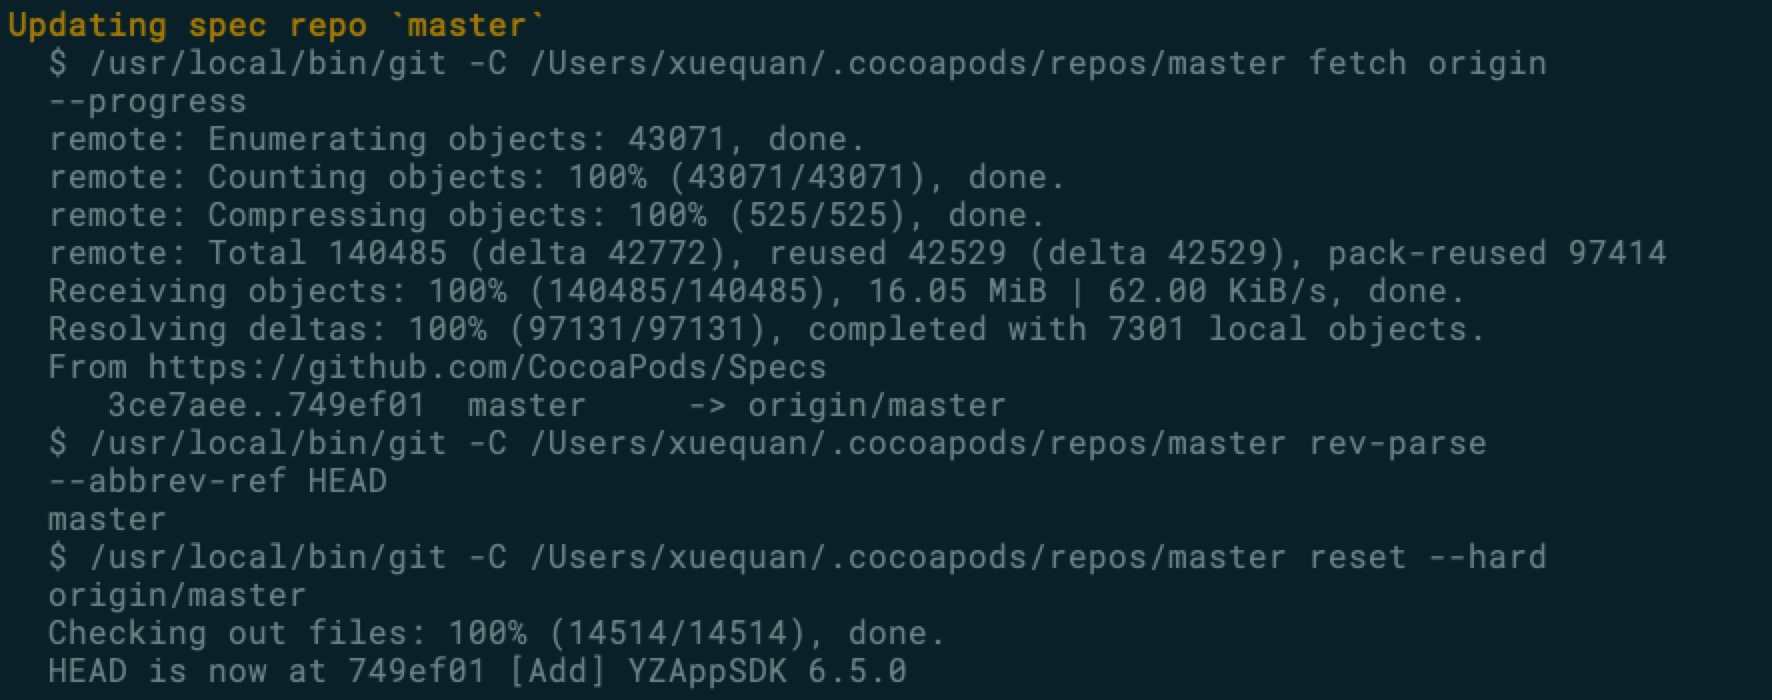 Updating spec repo `master`
$ /usr/local/bin/git -C /Users/xuequan/.cocoapods/repos/master fetch origin
--progress
remote: Enumerating objects: 43071, done.
remote: Counting objects: 100% (43071/43071), done.
remote: Compressing objects: 100% (525/525), done.
remote: Total 140485 (delta 42772), reused 42529 (delta 42529), pack-reused 97414
Receiving objects: 100% (140485/140485), 16.05 MiB | 62.00 KiB/s, done.
Resolving deltas: 100% (97131/97131), completed with 7301 local objects.
From https://github.com/CocoaPods/Specs
3ce7aee..749ef01  master     -> origin/master
$ /usr/local/bin/git -C /Users/xuequan/.cocoapods/repos/master rev-parse
--abbrev-ref HEAD
master
$ /usr/local/bin/git -C /Users/xuequan/.cocoapods/repos/master reset --hard
origin/master
Checking out files: 100% (14514/14514), done.
HEAD is now at 749ef01 [Add] YZAppSDK 6.5.0